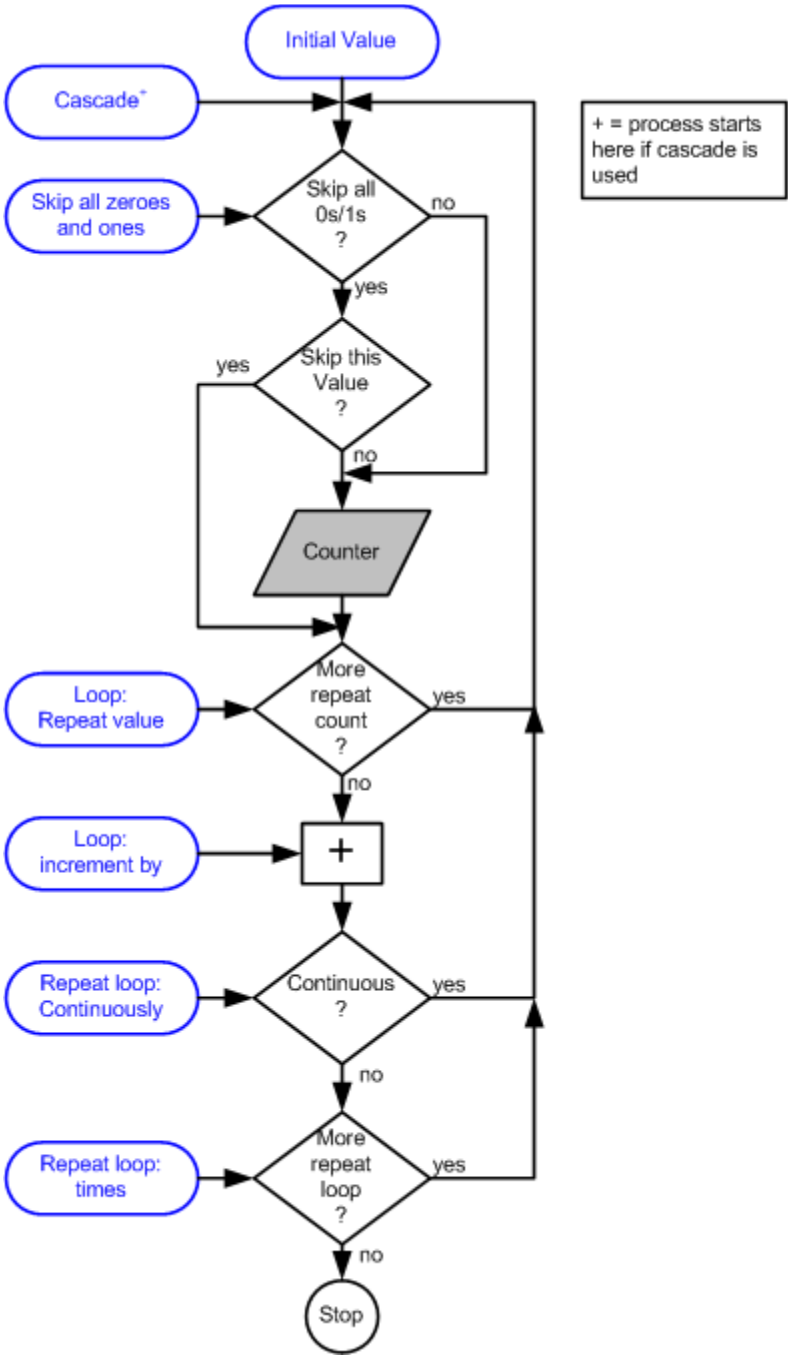 Initial Value
Cascade+
+ = process starts
here if cascade is
used
Skip all
0s/1s
?
no
Skip all zeroes
and ones
yes
Skip this
Value
?
yes
no
Counter
More
repeat
count
?
yes
Loop:
Repeat value
no
Loop:
increment by
+
Continuous
?
yes
Repeat loop:
Continuously
no
More
repeat
loop
?
yes
Repeat loop:
times
no
Stop